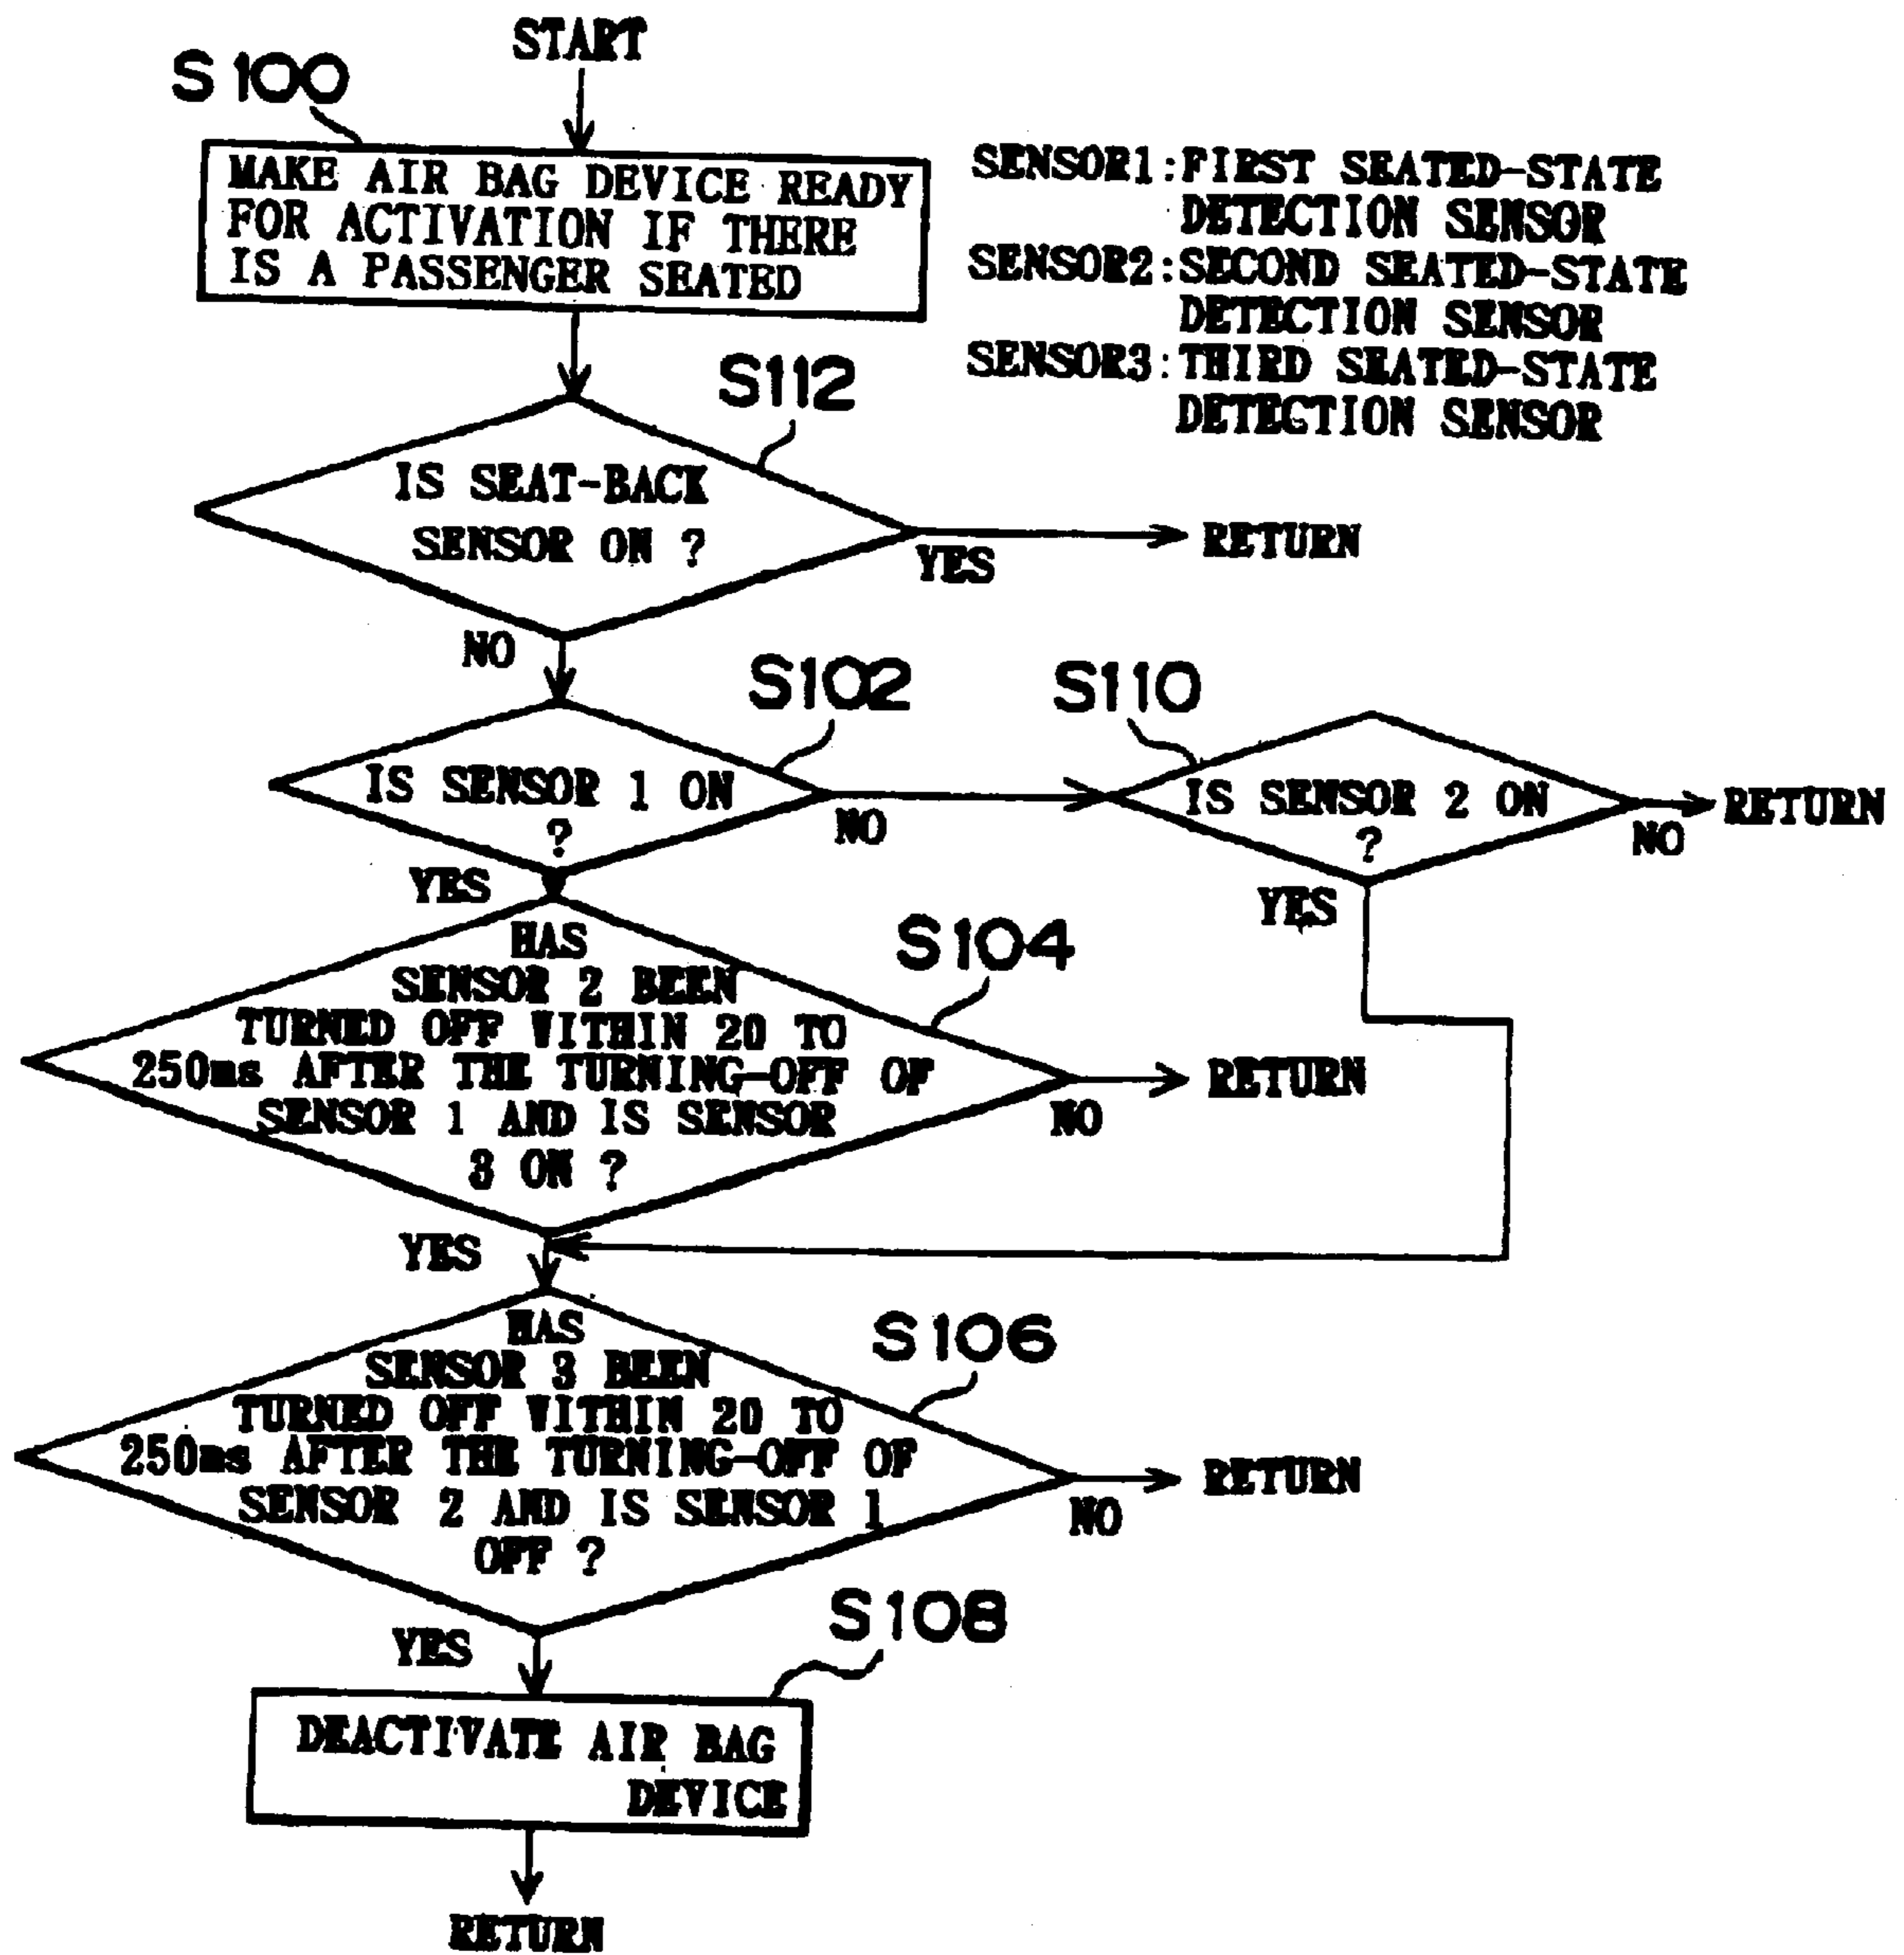 START
S100
MAKE AIR BAG DEVICE READY
FOR ACTIVATION IF THERE
IS A PASSENGER SEATED
SENSOR1:FIRST SEATED-STATE
DETECTION SENSOR
SENSOR2:SECOND SEATED-STATE
DETECTION SENSOR
SENSOR3:THIRD SEATED-STATE
DETECTION SENSOR
S112
IS SEAT-BACK
SENSOR ON ?
YES
RETURN
NO
S102
IS SENSOR 1 ON
?
NO
YES
S110
IS SENSOR 2 ON
?
NO
RETURN
YES
S104
HAS
SENSOR 2 BEEN
TURNED OFF WITHIN 20 TO
250ms AFTER THE TURNING-OFF OF
SENSOR 1 AND IS SENSOR
3 ON ?
NO
RETURN
YES
S106
HAS
SENSOR 3 BEEN
TURNED OFF WITHIN 20 TO
250ms AFTER THE TURNING-OFF OF
SENSOR 2 AND IS SENSOR 1
OFF ?
NO
RETURN
YES
S108
DEACTIVATE AIR BAG
DEVICE
RETURN